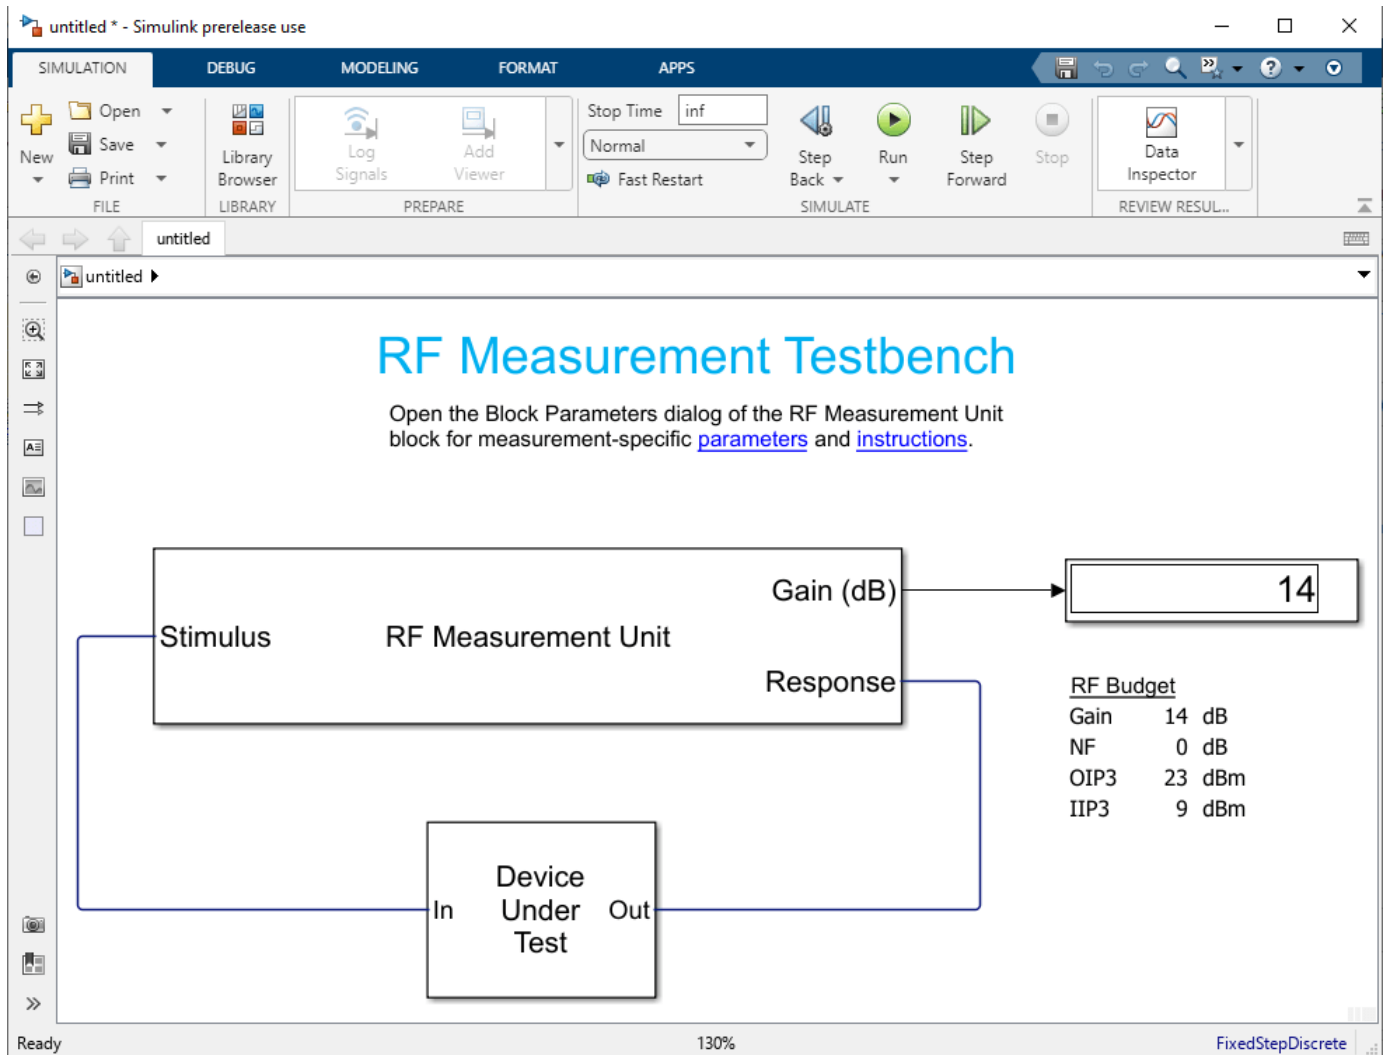 untitled * - Simulink prerelease use
SIMULATION DEBUG MODELING FORMAT APPS
New
Open
Save
Print
FILE
Library
Browser
LIBRARY
Log
Signals
Add
Viewer
PREPARE
Stop Time inf
Normal
Fast Restart
Step
Back
Run
Step
Forward
Stop
SIMULATE
Data
Inspector
REVIEW RESUL...
untitled
untitled
RF Measurement Testbench
Open the Block Parameters dialog of the RF Measurement Unit
block for measurement-specific parameters and instructions.
Stimulus
RF Measurement Unit
Gain (dB)
Response
14
RF Budget
Gain 14 dB
NF 0 dB
OIP3 23 dBm
IIP3 9 dBm
In
Device
Under
Test
Out
Ready 130% FixedStepDiscrete